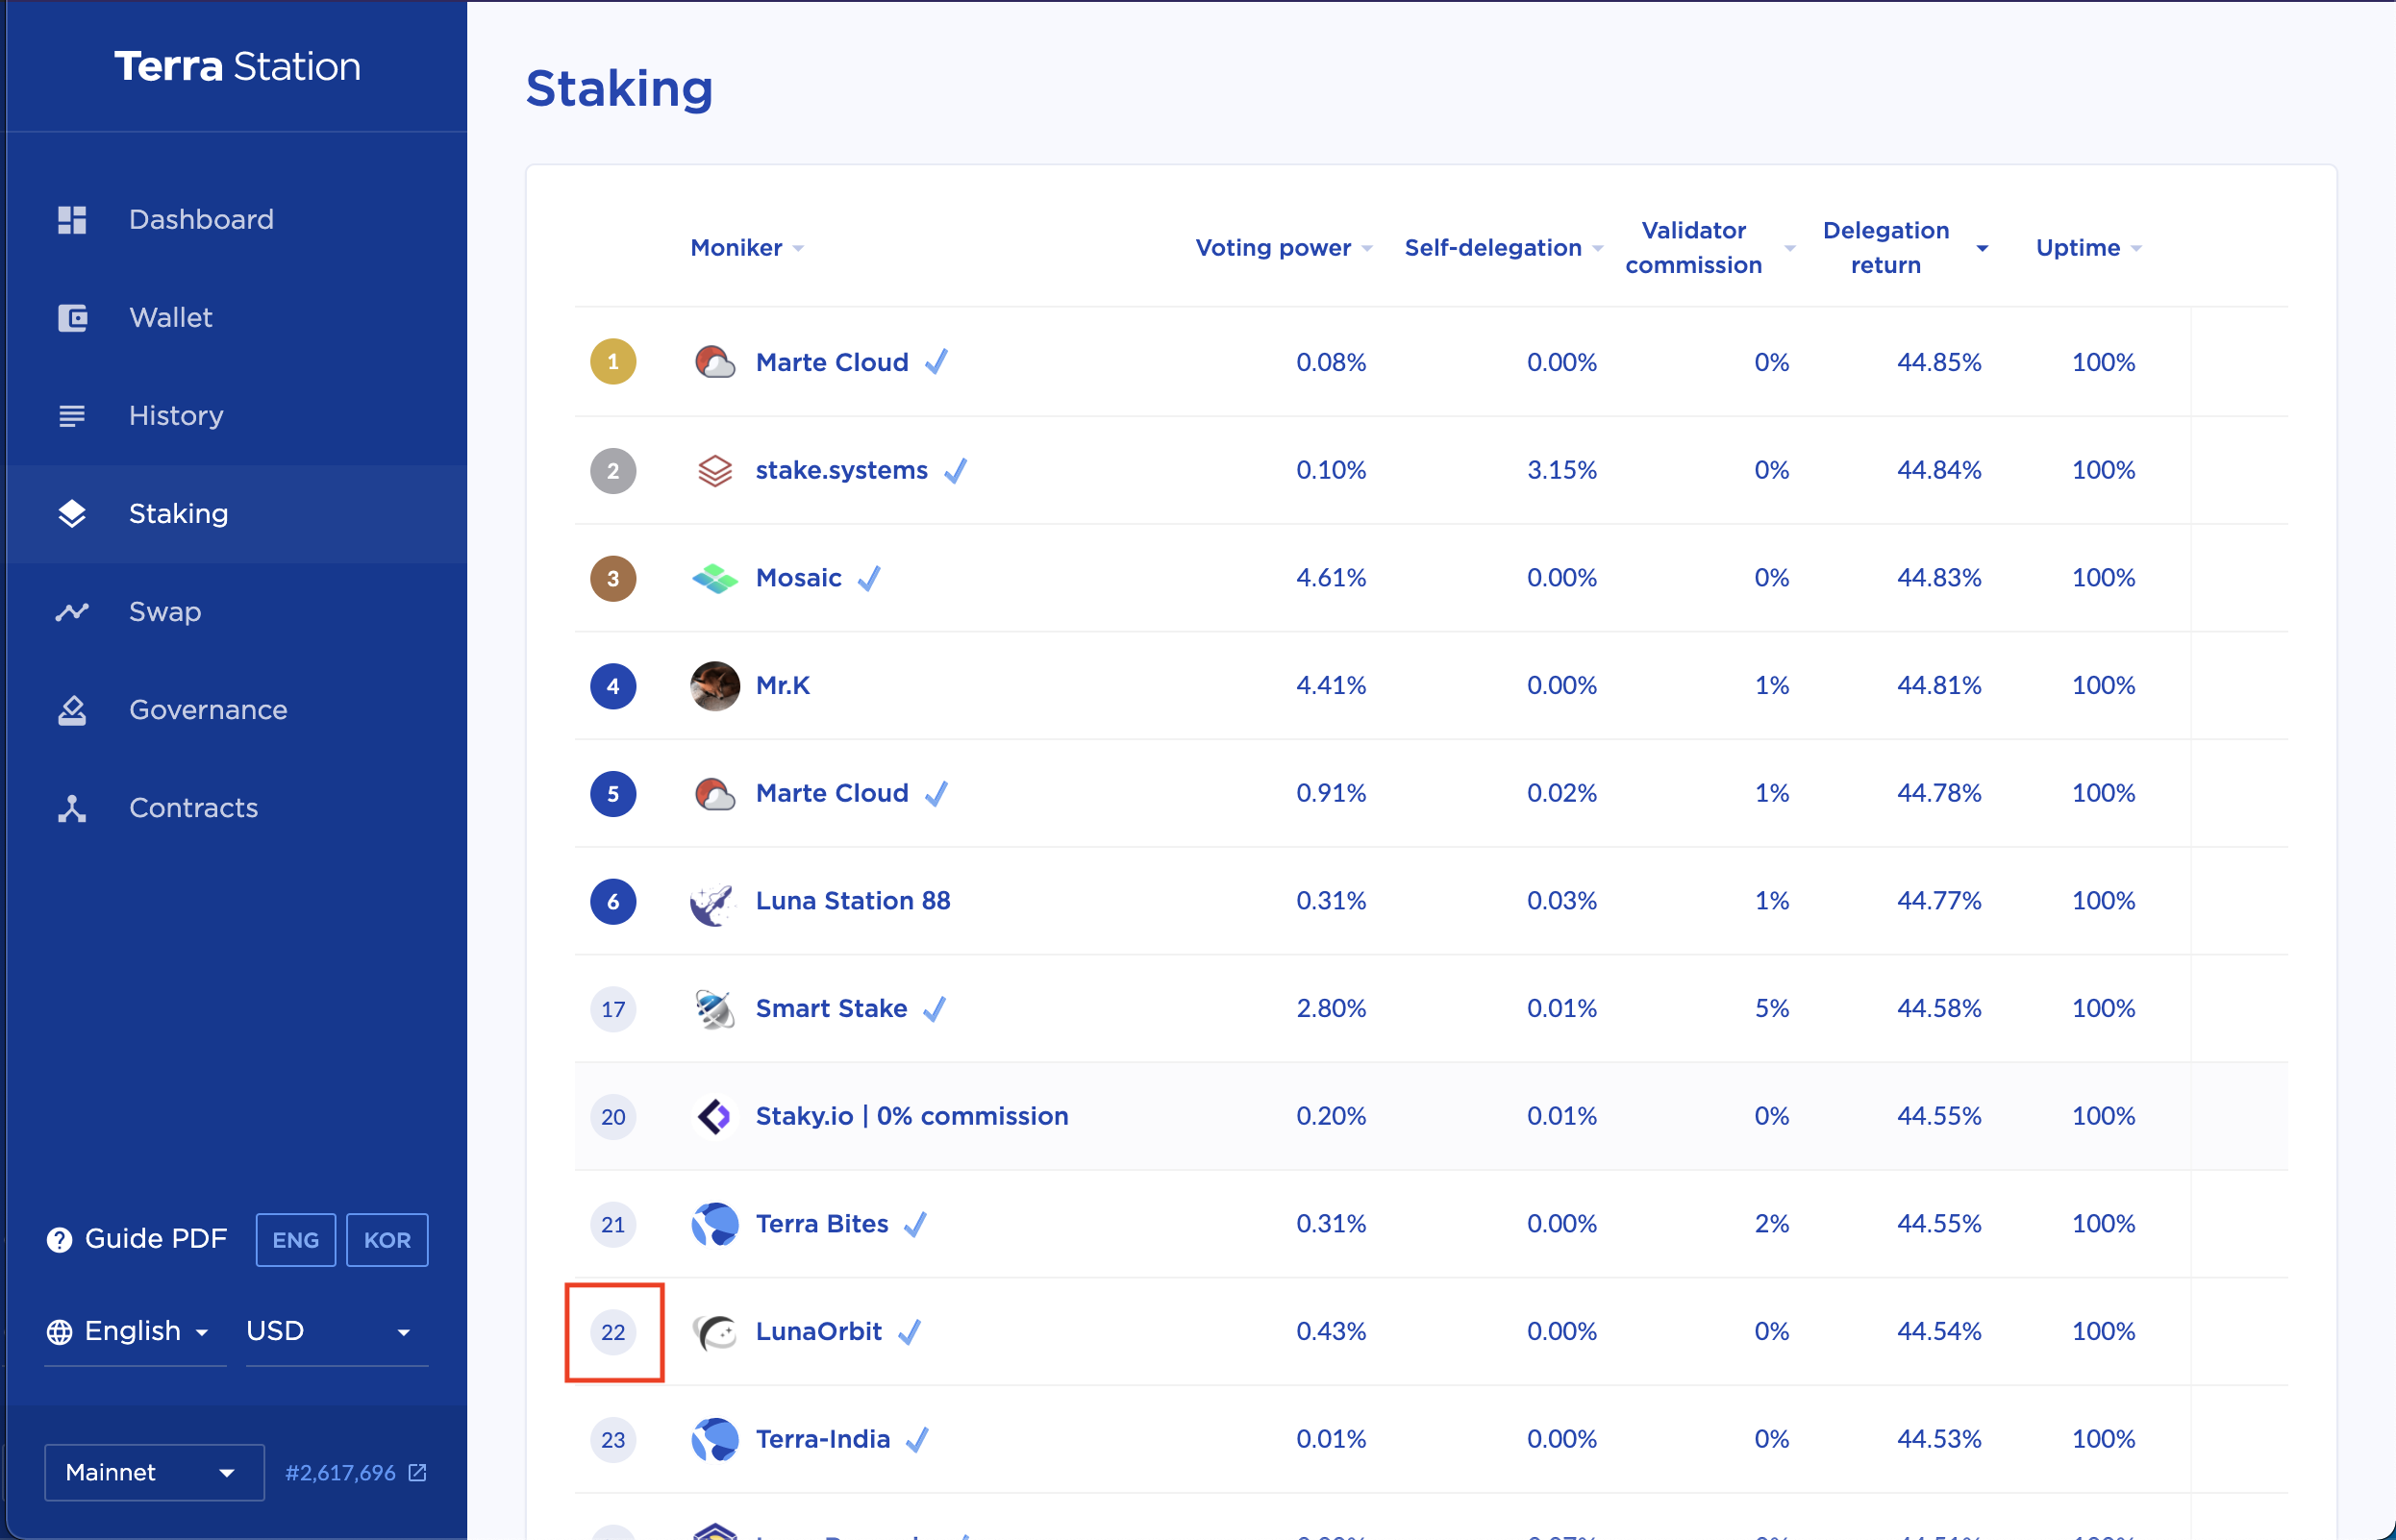 Terra Station
Dashboard
Wallet
History
Staking
Swap
Governance
Contracts
Guide PDF ENG KOR
English USD
Mainnet #2,617,696
Staking
Moniker Voting power Self-delegation Validator commission Delegation return Uptime
1 Marte Cloud 0.08% 0.00% 0% 44.85% 100%
2 stake.systems 0.10% 3.15% 0% 44.84% 100%
3 Mosaic 4.61% 0.00% 0% 44.83% 100%
4 Mr.K 4.41% 0.00% 1% 44.81% 100%
5 Marte Cloud 0.91% 0.02% 1% 44.78% 100%
6 Luna Station 88 0.31% 0.03% 1% 44.77% 100%
17 Smart Stake 2.80% 0.01% 5% 44.58% 100%
20 Staky.io | 0% commission 0.20% 0.01% 0% 44.55% 100%
21 Terra Bites 0.31% 0.00% 2% 44.55% 100%
22 LunaOrbit 0.43% 0.00% 0% 44.54% 100%
23 Terra-India 0.01% 0.00% 0% 44.53% 100%